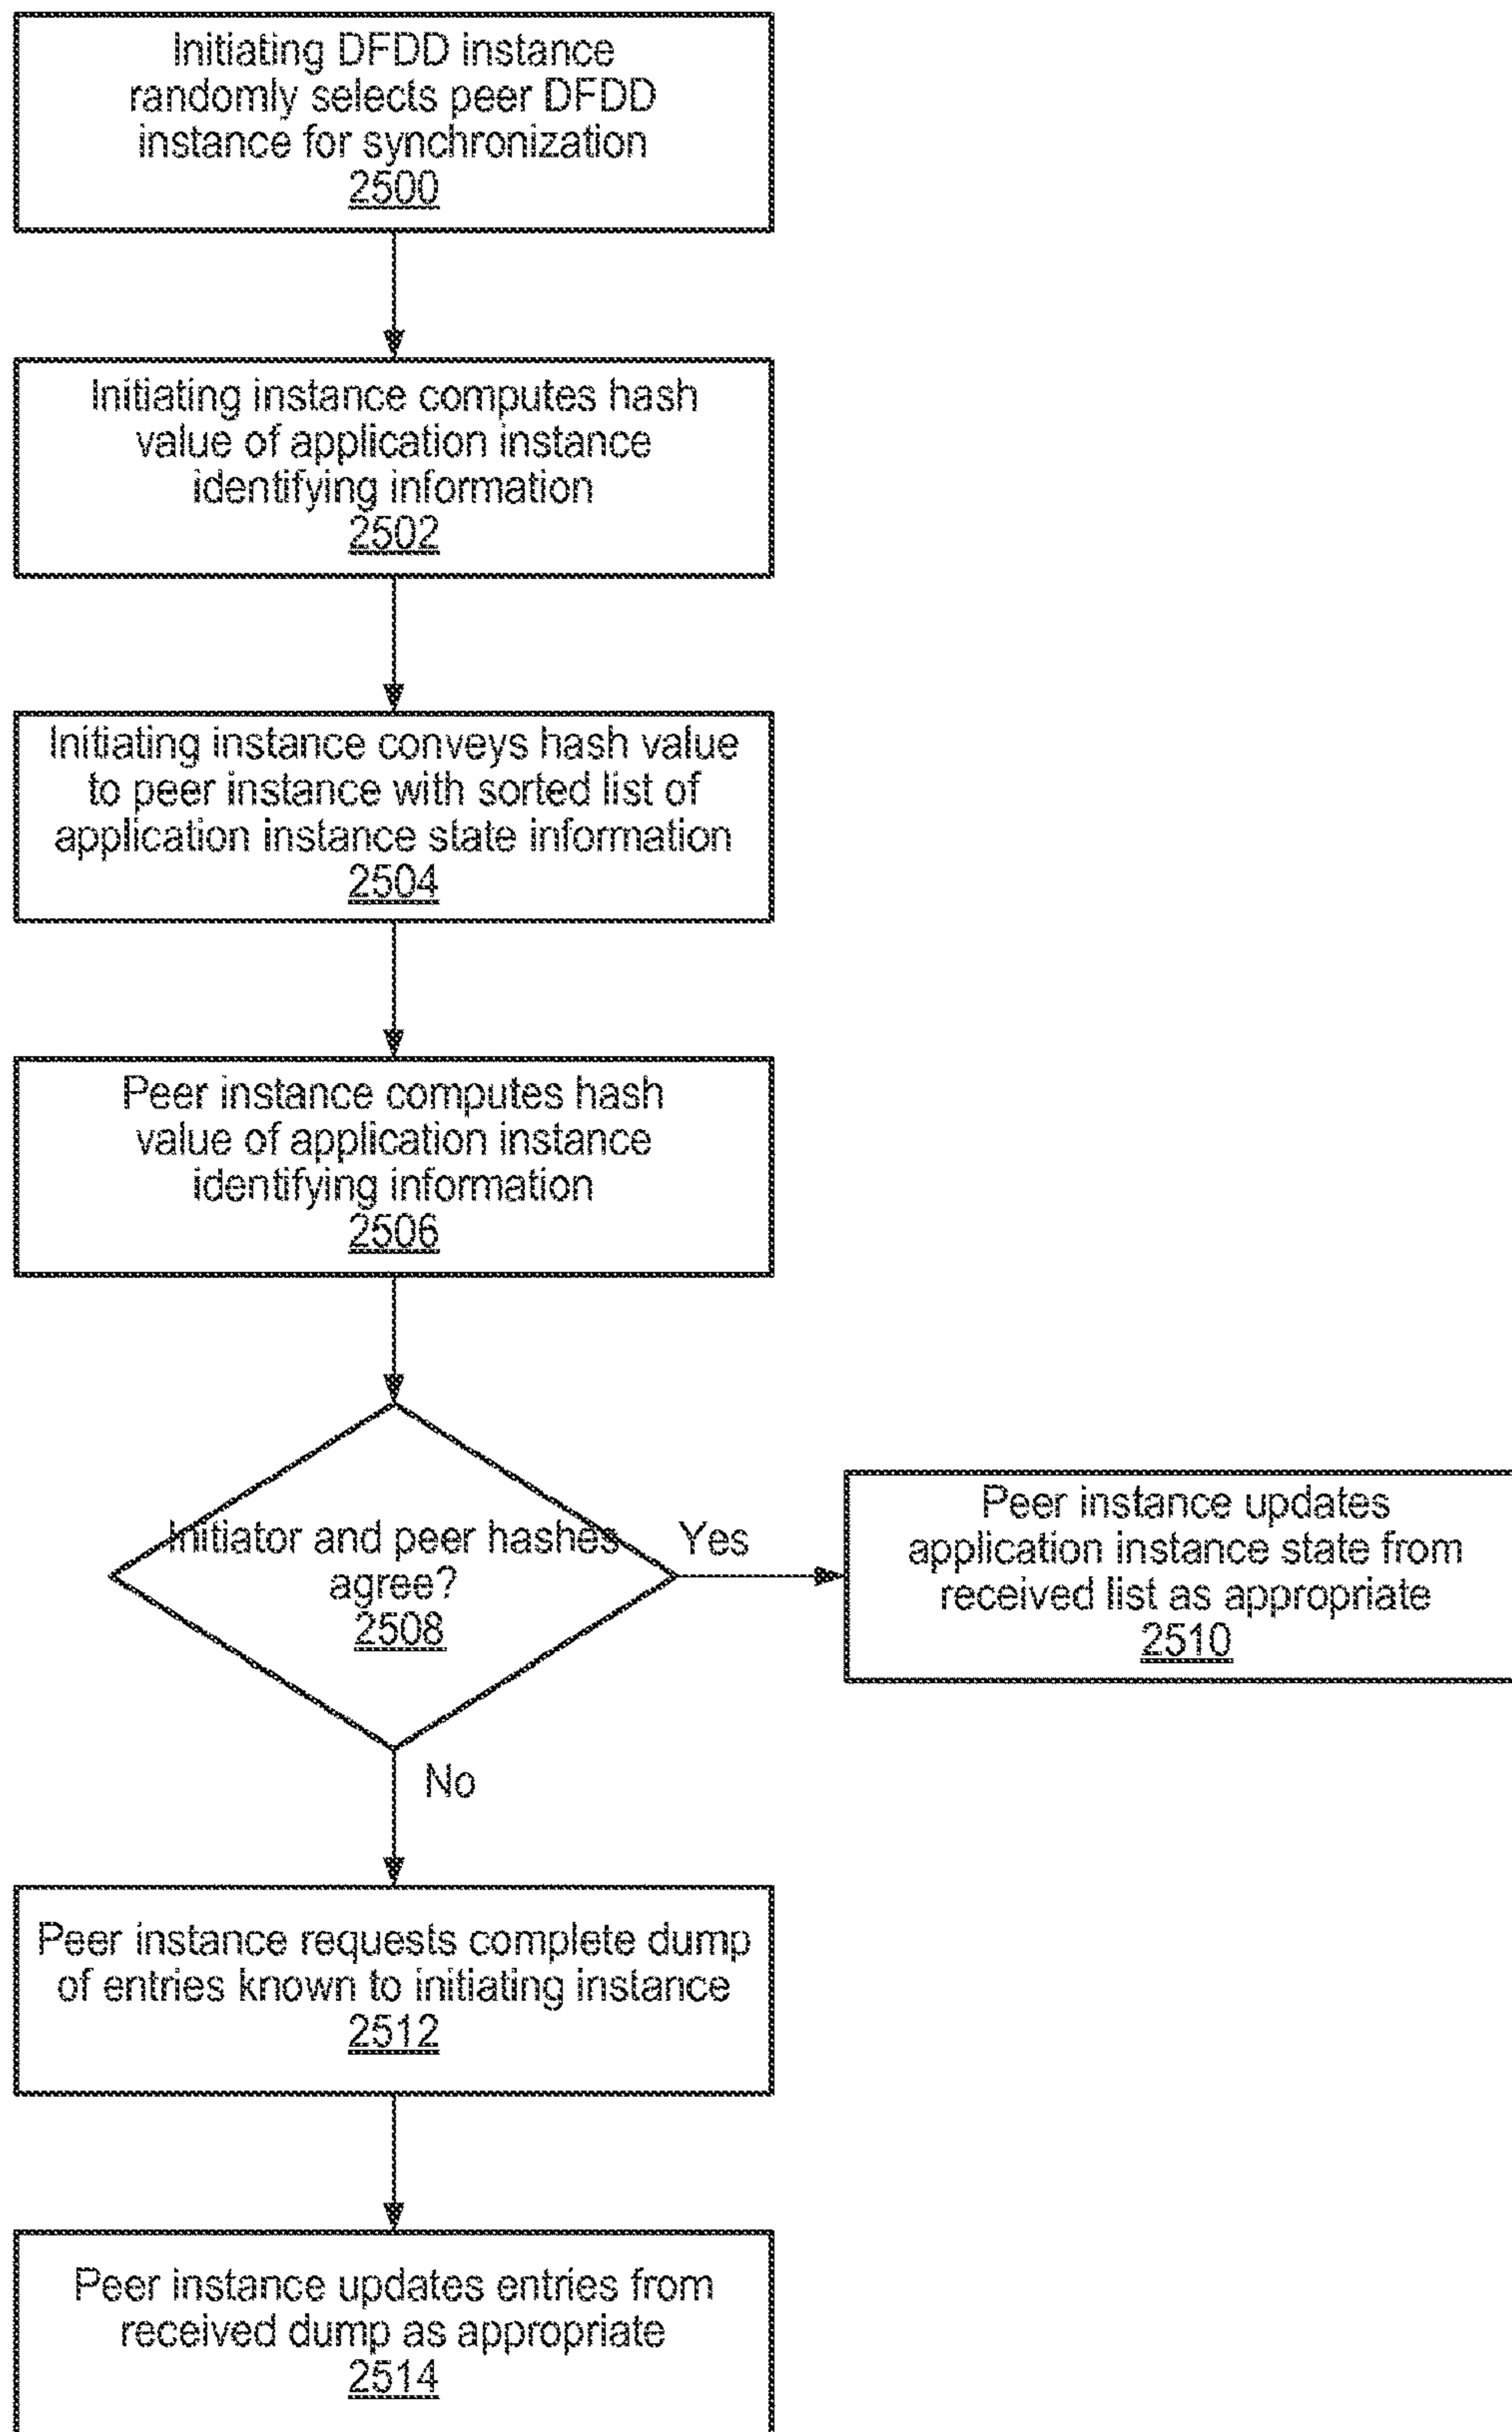 Initiating DFDD instance
randomly selects peer DFDD
instance for synchronization
2500
Initiating instance computes hash
value of application instance
identifying information
2502
Initiating instance conveys hash value
to peer instance with sorted list of
application instance state information
2504
Peer instance computes hash
value of application instance
identifying information
2506
Initiator and peer hashes
agree?
2508
Yes
Peer instance updates
application instance state from
received list as appropriate
2510
No
Peer instance requests complete dump
of entries known to initiating instance
2512
Peer instance updates entries from
received dump as appropriate
2514